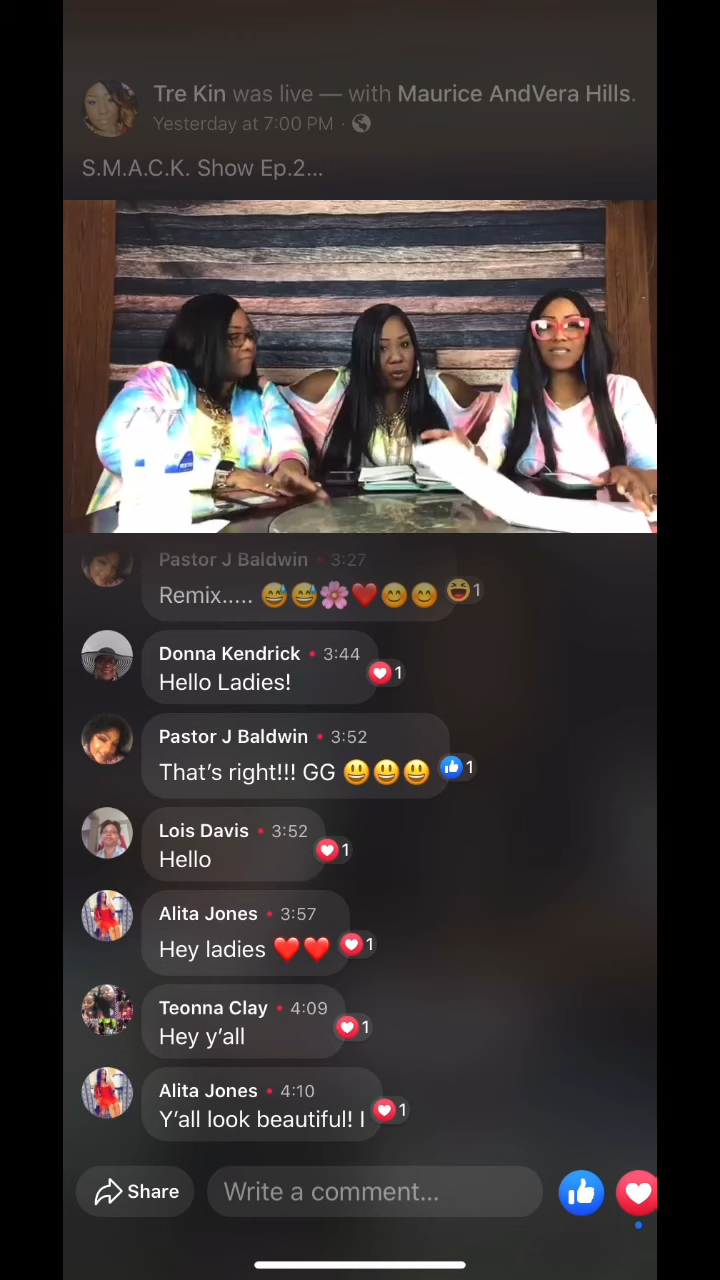 Tre Kin was live — with Maurice AndVera Hills.
Yesterday at 7:00 PM ·
S.M.A.C.K. Show Ep.2...
Pastor J Baldwin • 3:27
Remix..... 😅😅🌸❤️😊😊 😆1
Donna Kendrick • 3:44
Hello Ladies! 1
Pastor J Baldwin • 3:52
That’s right!!! GG 😃😃😃 1
Lois Davis • 3:52
Hello 1
Alita Jones • 3:57
Hey ladies ❤️❤️ 1
Teonna Clay • 4:09
Hey y’all 1
Alita Jones • 4:10
Y’all look beautiful! I 1
Share Write a comment...